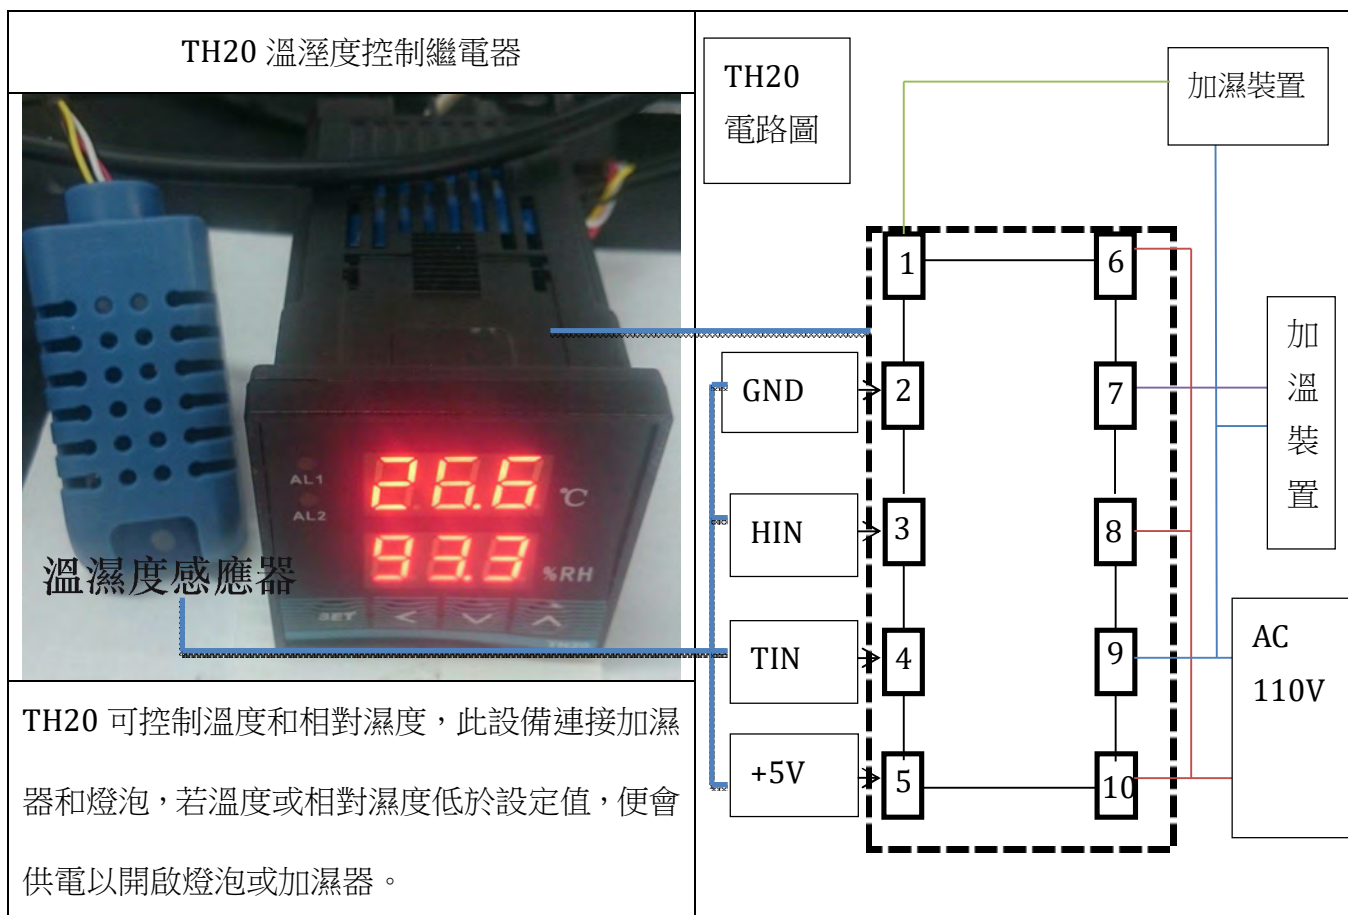 TH20 溫溼度控制繼電器
AL1
AL2
26.6 ℃
93.3 %RH
SET
TH20
溫濕度感應器
TH20 可控制溫度和相對濕度，此設備連接加濕
器和燈泡，若溫度或相對濕度低於設定值，便會
供電以開啟燈泡或加濕器。
TH20
電路圖
加濕裝置
1
6
加
溫
裝
置
GND
2
7
HIN
3
8
TIN
4
9
AC
110V
+5V
5
10